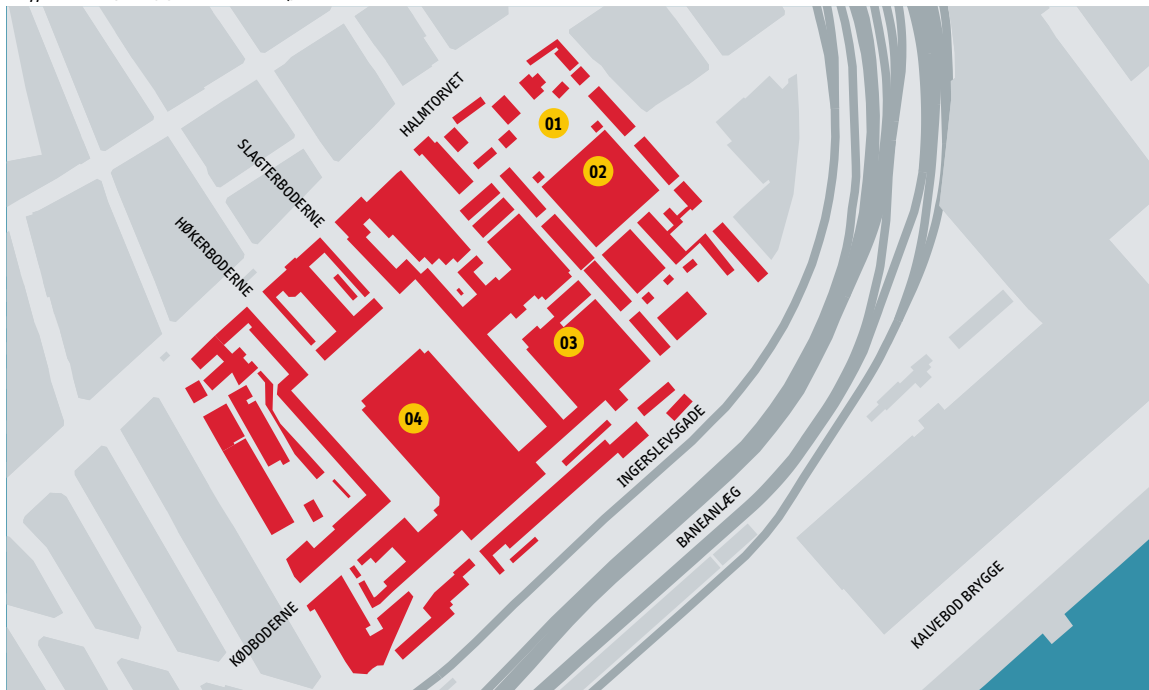 HALMTORVET
01
02
SLAGTERBODERNE
HØKERBODERNE
03
04
INGERSLEVSGADE
BANEANLÆG
KALVEBOD BRYGGE
KØDBODERNE